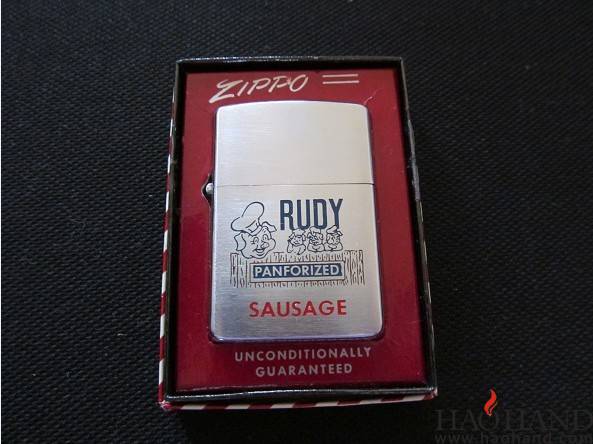 ZIPPO
RUDY
PANFORIZED
SAUSAGE
UNCONDITIONALLY
GUARANTEED
HAOHAND